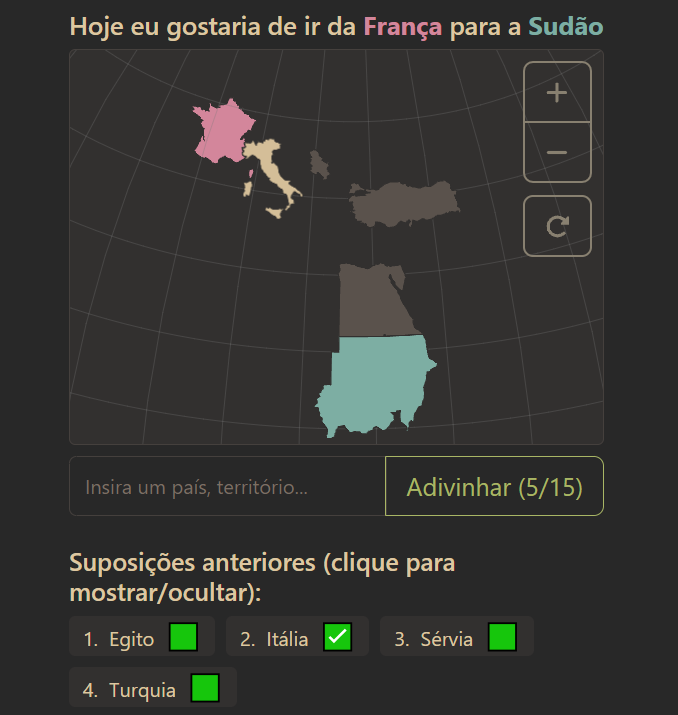 Hoje eu gostaria de ir da França para a Sudão
+
−
Insira um país, território...
Adivinhar (5/15)
Suposições anteriores (clique para
mostrar/ocultar):
1. Egito
2. Itália
3. Sérvia
4. Turquia